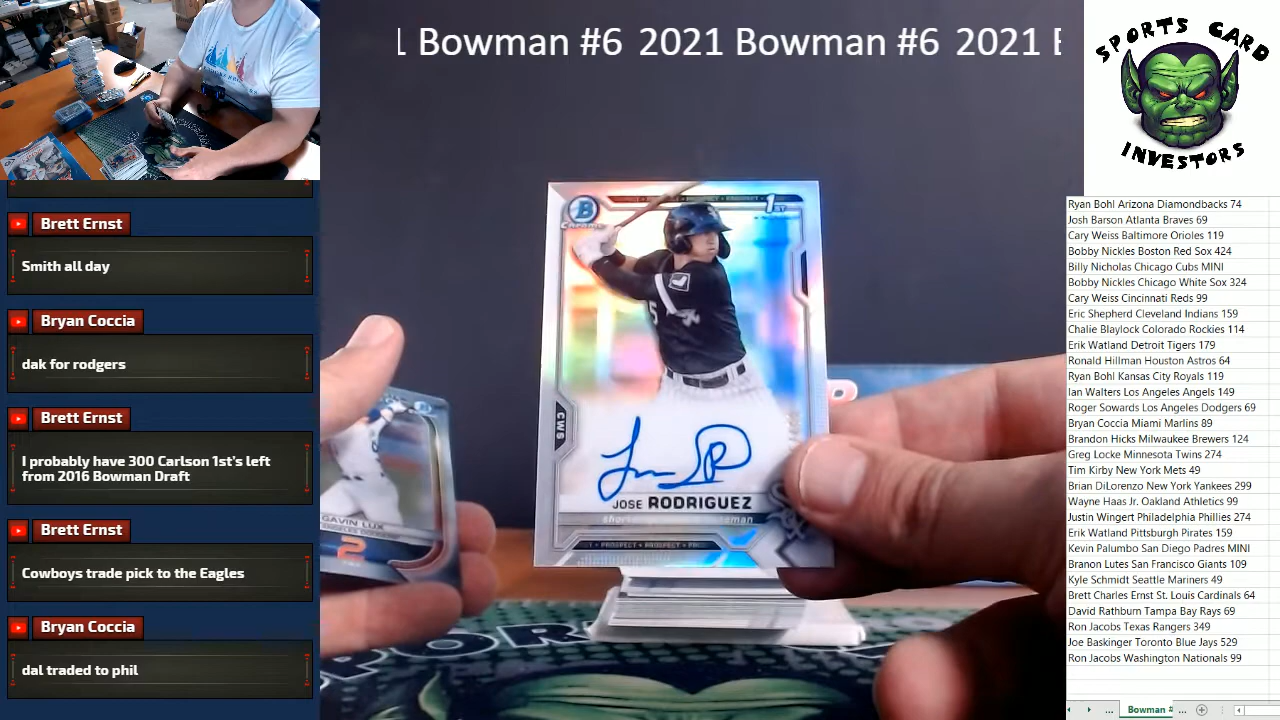 Bowman #6 2021 Bowman #6 2021
SPORTS CARD
INVESTORS
Brett Ernst
Smith all day
Bryan Coccia
dak for rodgers
Brett Ernst
I probably have 300 Carlson 1st's left
from 2016 Bowman Draft
Brett Ernst
Cowboys trade pick to the Eagles
Bryan Coccia
dal traded to phil
B
Chrome
1ST
CWS
JOSE RODRIGUEZ
GAVIN LUX
Ryan Bohl Arizona Diamondbacks 74
Josh Barson Atlanta Braves 69
Cary Weiss Baltimore Orioles 119
Bobby Nickles Boston Red Sox 424
Billy Nicholas Chicago Cubs MINI
Bobby Nickles Chicago White Sox 324
Cary Weiss Cincinnati Reds 99
Eric Shepherd Cleveland Indians 159
Chalie Blaylock Colorado Rockies 114
Erik Watland Detroit Tigers 179
Ronald Hillman Houston Astros 64
Ryan Bohl Kansas City Royals 119
Ian Walters Los Angeles Angels 149
Roger Sowards Los Angeles Dodgers 69
Bryan Coccia Miami Marlins 89
Brandon Hicks Milwaukee Brewers 124
Greg Locke Minnesota Twins 274
Tim Kirby New York Mets 49
Brian DiLorenzo New York Yankees 299
Wayne Haas Jr. Oakland Athletics 99
Justin Wingert Philadelphia Phillies 274
Erik Watland Pittsburgh Pirates 159
Kevin Palumbo San Diego Padres MINI
Branon Lutes San Francisco Giants 109
Kyle Schmidt Seattle Mariners 49
Brett Charles Ernst St. Louis Cardinals 64
David Rathburn Tampa Bay Rays 69
Ron Jacobs Texas Rangers 349
Joe Baskinger Toronto Blue Jays 529
Ron Jacobs Washington Nationals 99
... Bowman # ...